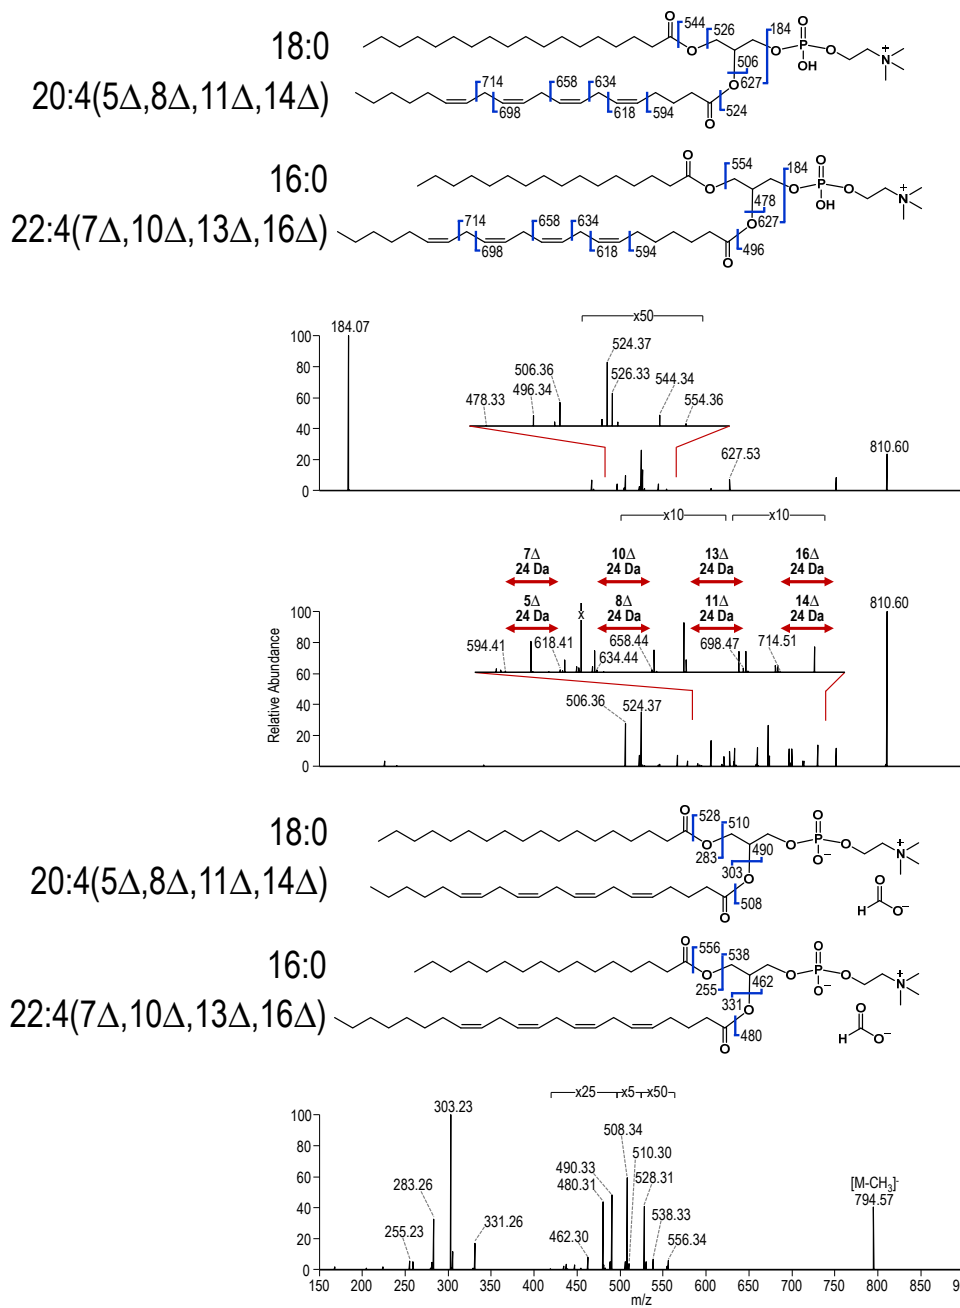 18:0
20:4(5Δ,8Δ,11Δ,14Δ)
O
544
526
184
O
O
O
P
O
N
+
OH
506
714
658
634
O
627
698
618
594
524
O
16:0
22:4(7Δ,10Δ,13Δ,16Δ)
O
554
184
O
O
O
P
O
N
+
OH
478
714
658
634
O
627
698
618
594
496
O
x50
184.07
524.37
506.36
526.33
496.34
544.34
478.33
554.36
627.53
810.60
100
80
60
40
20
0
x10
x10
7Δ
24 Da
10Δ
24 Da
13Δ
24 Da
16Δ
24 Da
5Δ
24 Da
8Δ
24 Da
11Δ
24 Da
14Δ
24 Da
x
810.60
594.41
618.41
658.44
634.44
698.47
714.51
506.36
524.37
Relative Abundance
100
80
60
40
20
0
18:0
20:4(5Δ,8Δ,11Δ,14Δ)
O
528
510
O
283
O
O
P
O
N
+
O−
490
303
O
508
O
O
H
O−
16:0
22:4(7Δ,10Δ,13Δ,16Δ)
O
556
538
O
255
O
O
P
O
N
+
O−
462
331
O
480
O
O
H
O−
x25
x5
x50
303.23
508.34
510.30
490.33
528.31
283.26
480.31
[M-CH₃]⁻
794.57
255.23
331.26
462.30
538.33
556.34
100
80
60
40
20
0
150 200 250 300 350 400 450 500 550 600 650 700 750 800 850 9
m/z